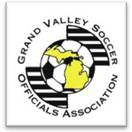 GRAND VALLEY SOCCER
OFFICIALS ASSOCIATION